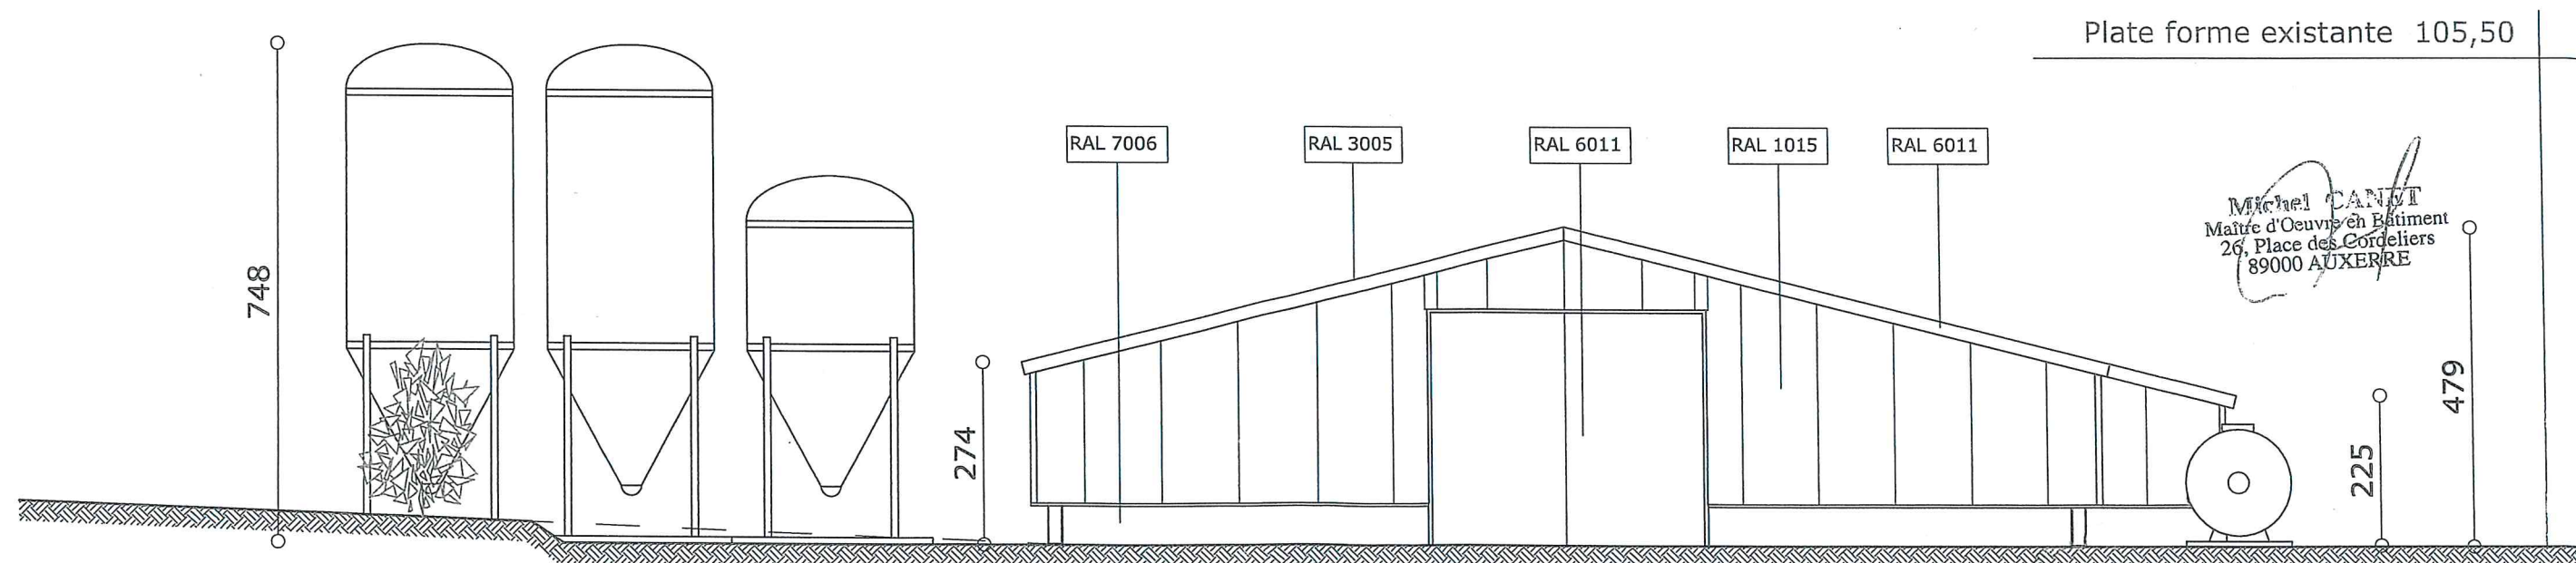 Plate forme existante 105,50
RAL 7006
RAL 3005
RAL 6011
RAL 1015
RAL 6011
Michel CANET
Maître d'Oeuvre en Bâtiment
26, Place des Cordeliers
89000 AUXERRE
748
274
225
479